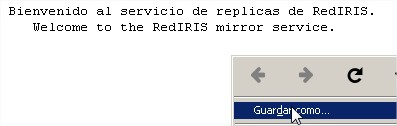 Bienvenido al servicio de replicas de RedIRIS.
Welcome to the RedIRIS mirror service.
Guardar como...